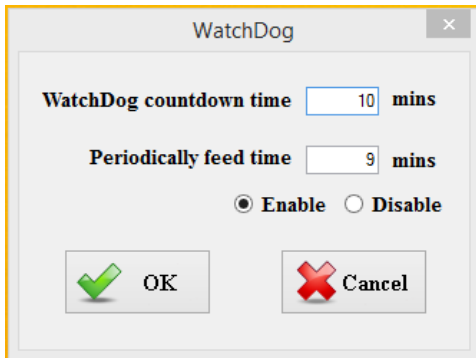 WatchDog
WatchDog countdown time 10 mins
Periodically feed time 9 mins
Enable Disable
OK Cancel